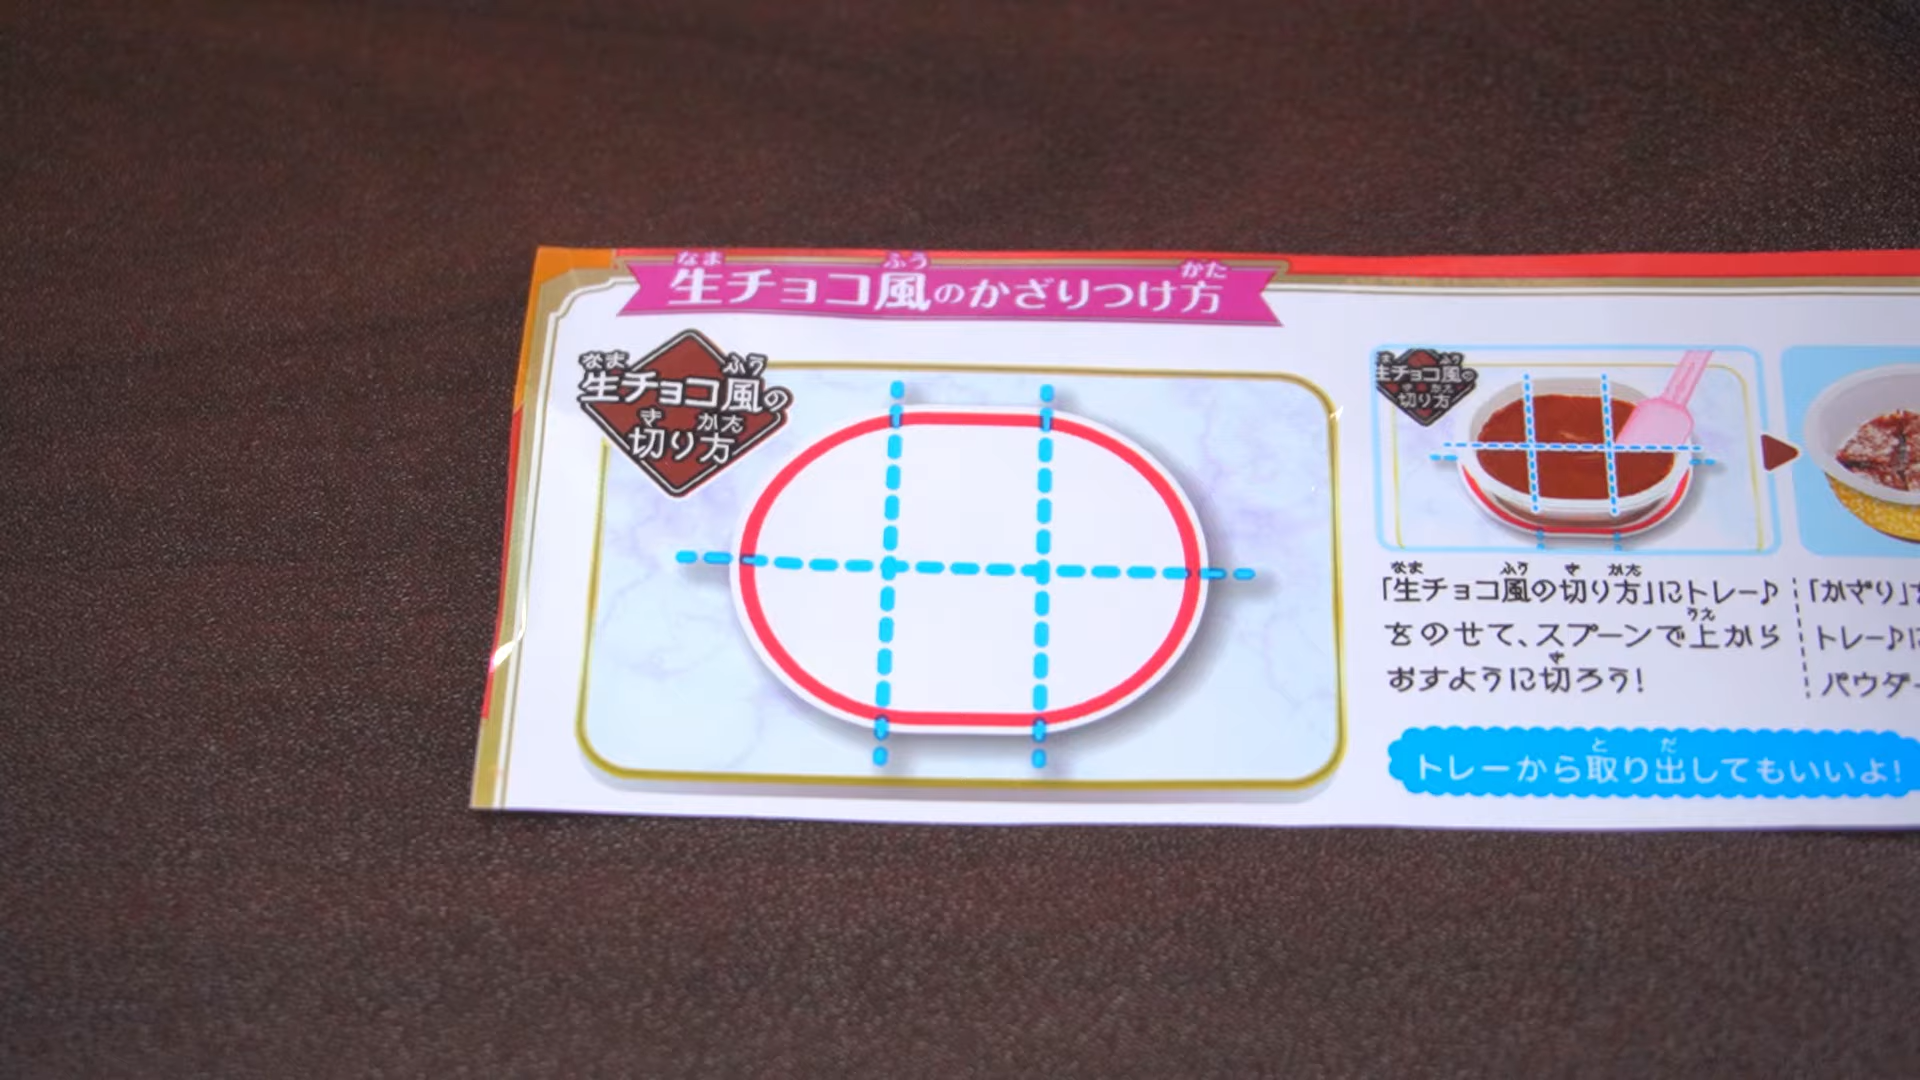 生チョコ風のかざりつけ方
なま ふう かた
生チョコ風の
なま ふう
切り方
き かた
生チョコ風の
切り方
「生チョコ風の切り方」にトレー♪
なま ふう き かた
をのせて、スプーンで上から
うえ
おすように切ろう!
き
「かざり」
トレー♪に
パウダー
トレーから取り出してもいいよ!
と だ